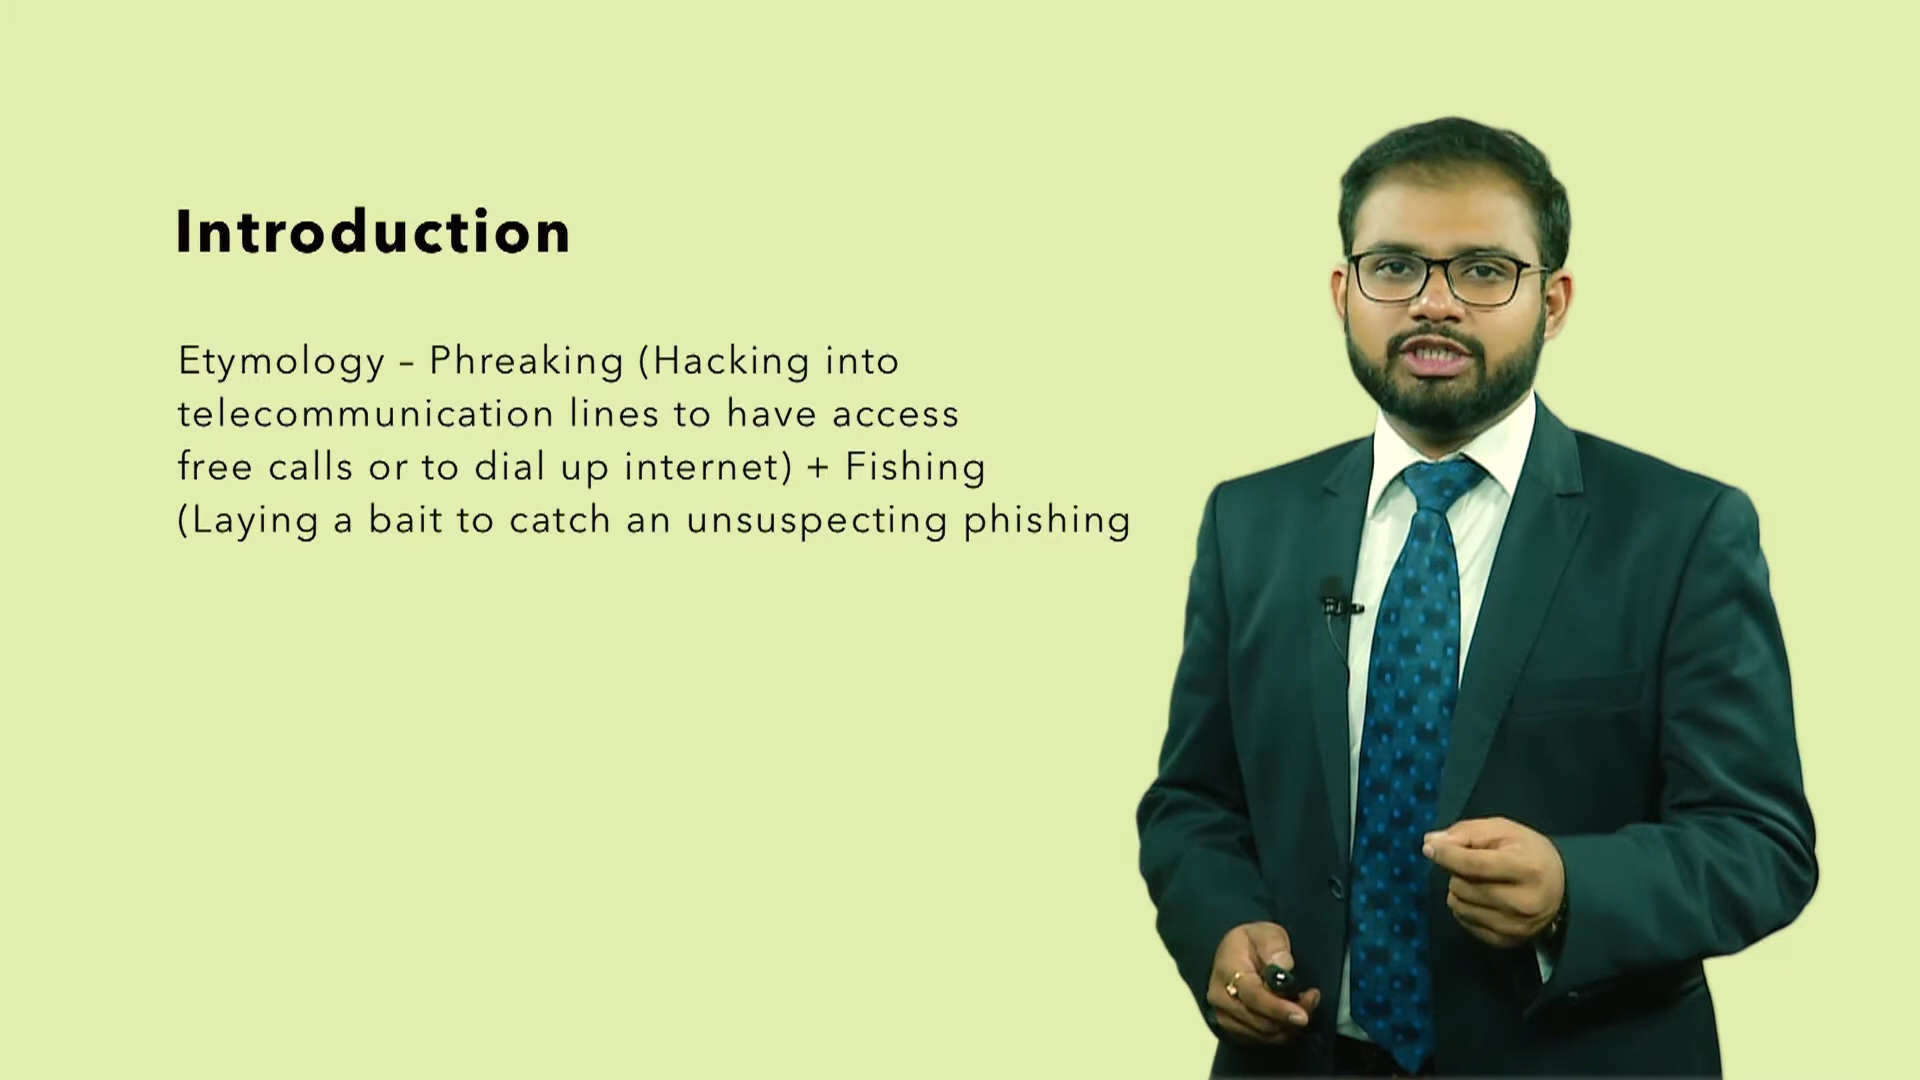 Introduction
Etymology – Phreaking (Hacking into
telecommunication lines to have access
free calls or to dial up internet) + Fishing
(Laying a bait to catch an unsuspecting phishing